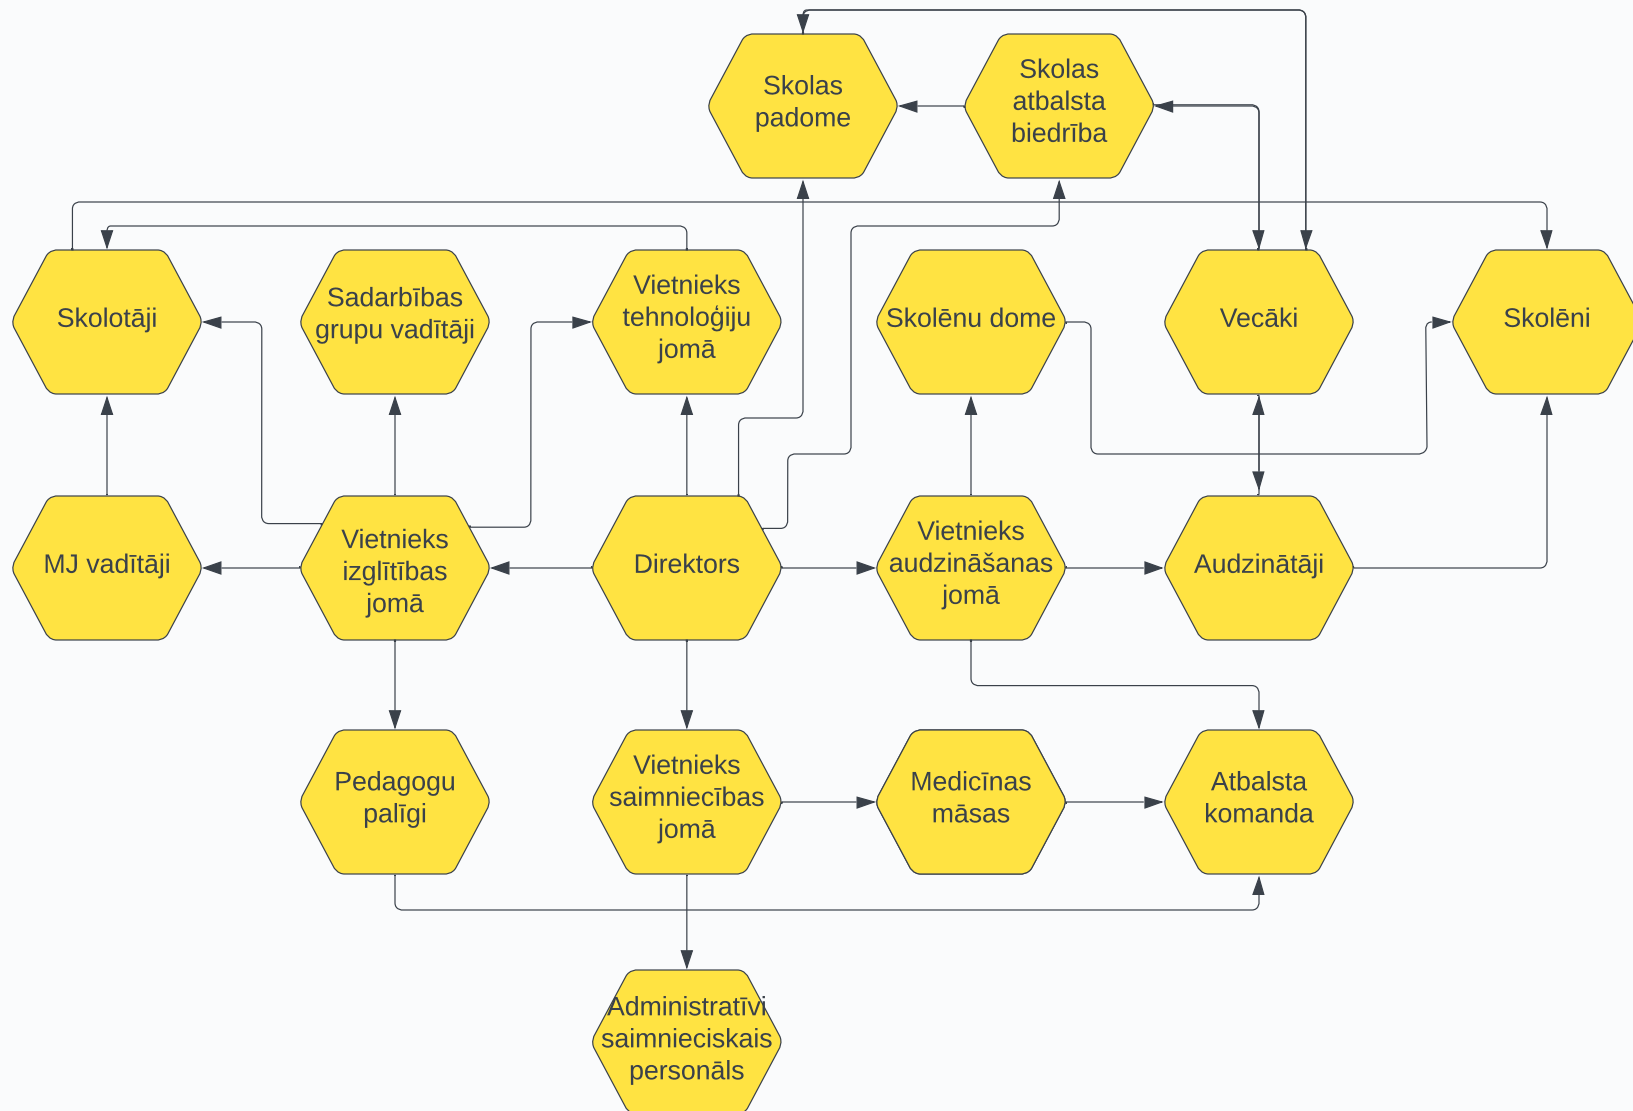 Skolas
padome
Skolas
atbalsta
biedrība
Skolotāji
Sadarbības
grupu vadītāji
Vietnieks
tehnoloģiju
jomā
Skolēnu dome
Vecāki
Skolēni
MJ vadītāji
Vietnieks
izglītības
jomā
Direktors
Vietnieks
audzināšanas
jomā
Audzinātāji
Pedagogu
palīgi
Vietnieks
saimniecības
jomā
Medicīnas
māsas
Atbalsta
komanda
Administratīvi
saimnieciskais
personāls